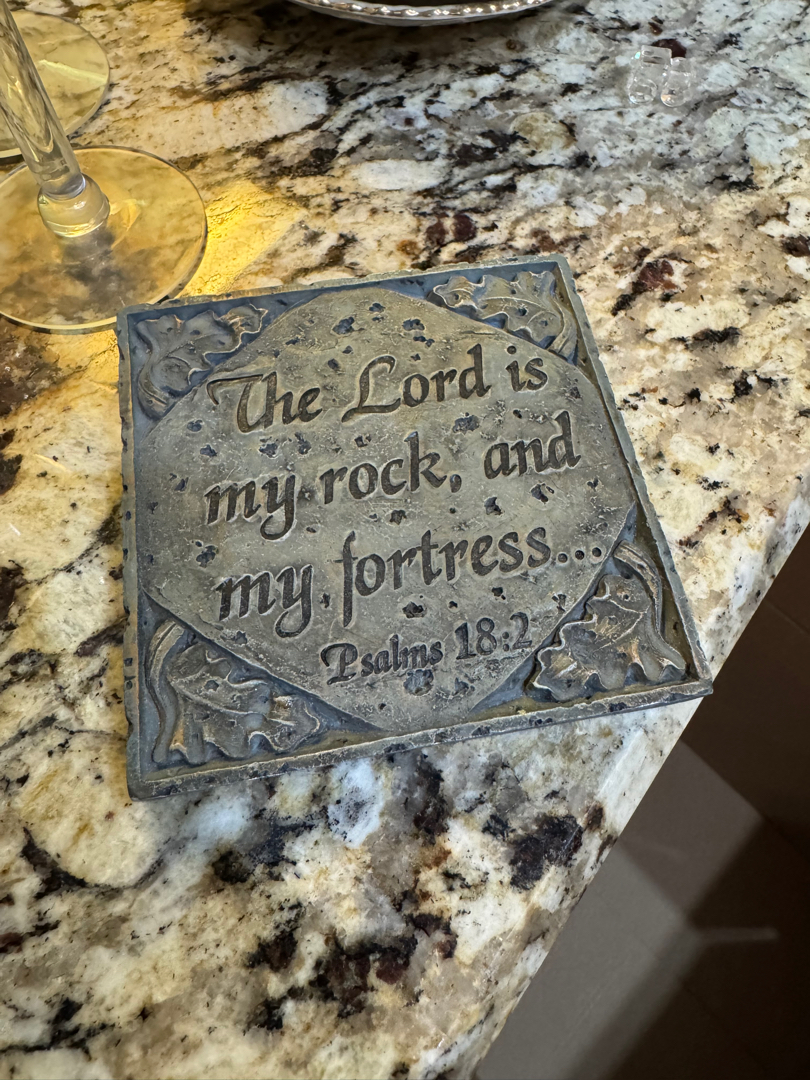 The Lord is
my rock, and
my fortress...
Psalms 18:2